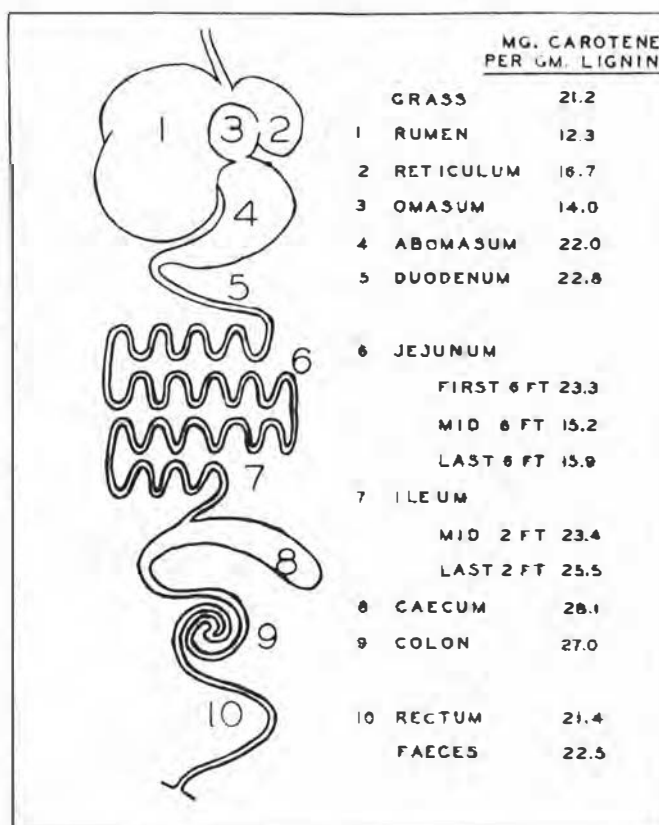 MG. CAROTENE
PER GM. LIGNIN
GRASS 21.2
1 RUMEN 12.3
2 RETICULUM 16.7
3 OMASUM 14.0
4 ABOMASUM 22.0
5 DUODENUM 22.8
6 JEJUNUM
FIRST 6 FT 23.3
MID 6 FT 15.2
LAST 6 FT 15.9
7 ILEUM
MID 2 FT 23.4
LAST 2 FT 25.5
8 CAECUM 28.1
9 COLON 27.0
10 RECTUM 21.4
FAECES 22.5
1
3 2
4
5
6
7
8
9
10